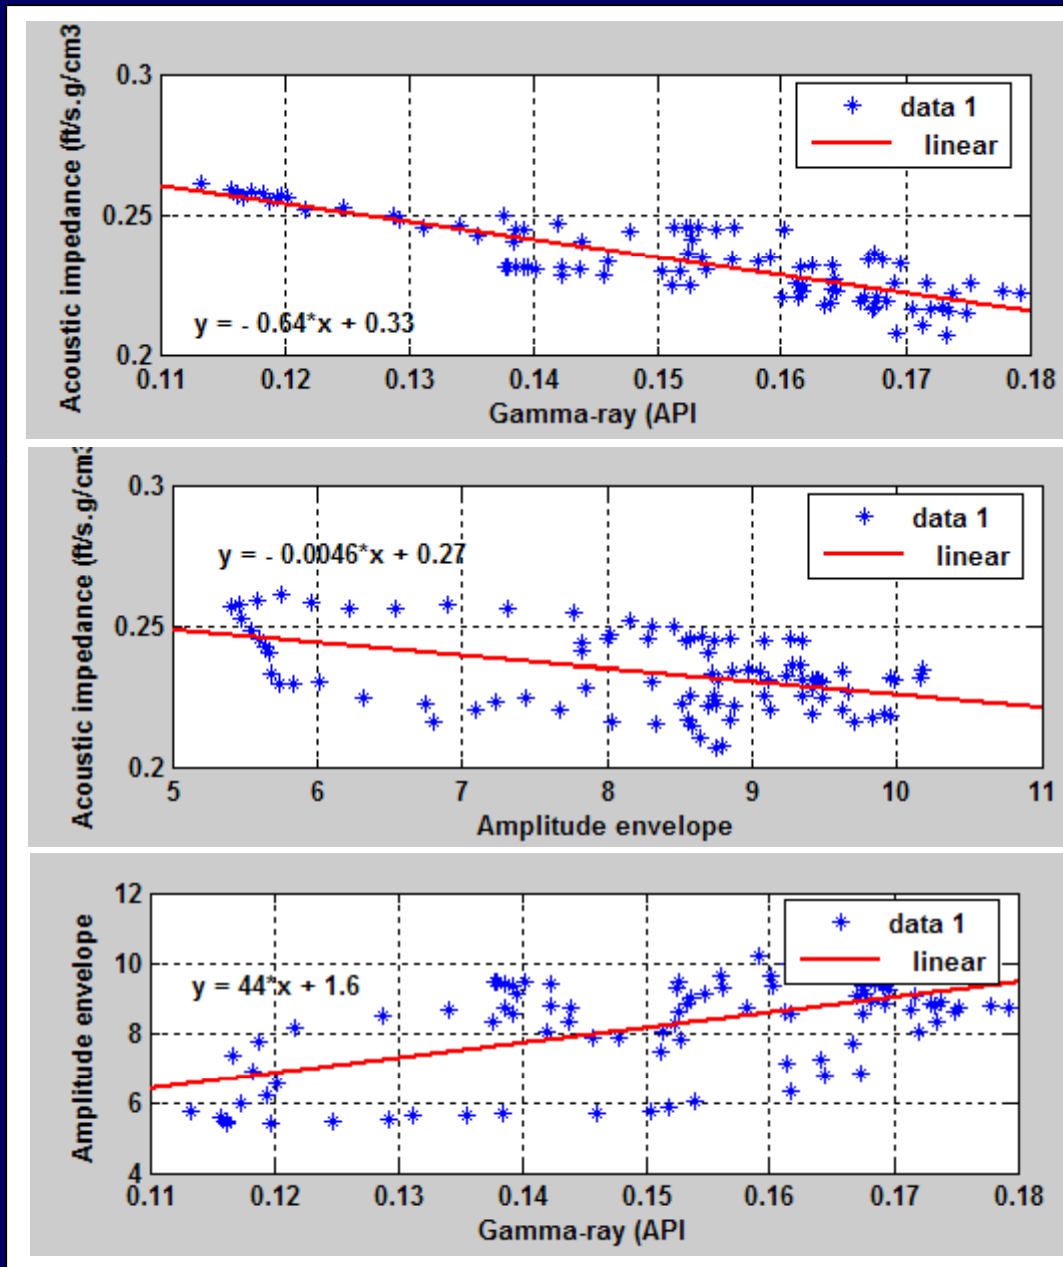 Acoustic impedance (ft/s.g/cm3
0.3
0.25
0.2
data 1
linear
y = - 0.64*x + 0.33
0.11 0.12 0.13 0.14 0.15 0.16 0.17 0.18
Gamma-ray (API
Acoustic impedance (ft/s.g/cm3
0.3
0.25
0.2
data 1
linear
y = - 0.0046*x + 0.27
5 6 7 8 9 10 11
Amplitude envelope
Amplitude envelope
12
10
8
6
4
data 1
linear
y = 44*x + 1.6
0.11 0.12 0.13 0.14 0.15 0.16 0.17 0.18
Gamma-ray (API